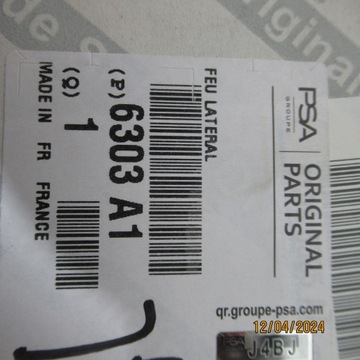 PSA
GROUPE
ORIGINAL
PARTS
FEU LATERAL
(P) 6303 A1
(Q) 1
MADE IN FR FRANCE
qr.groupe-psa.com
J4BJ
12/04/2024